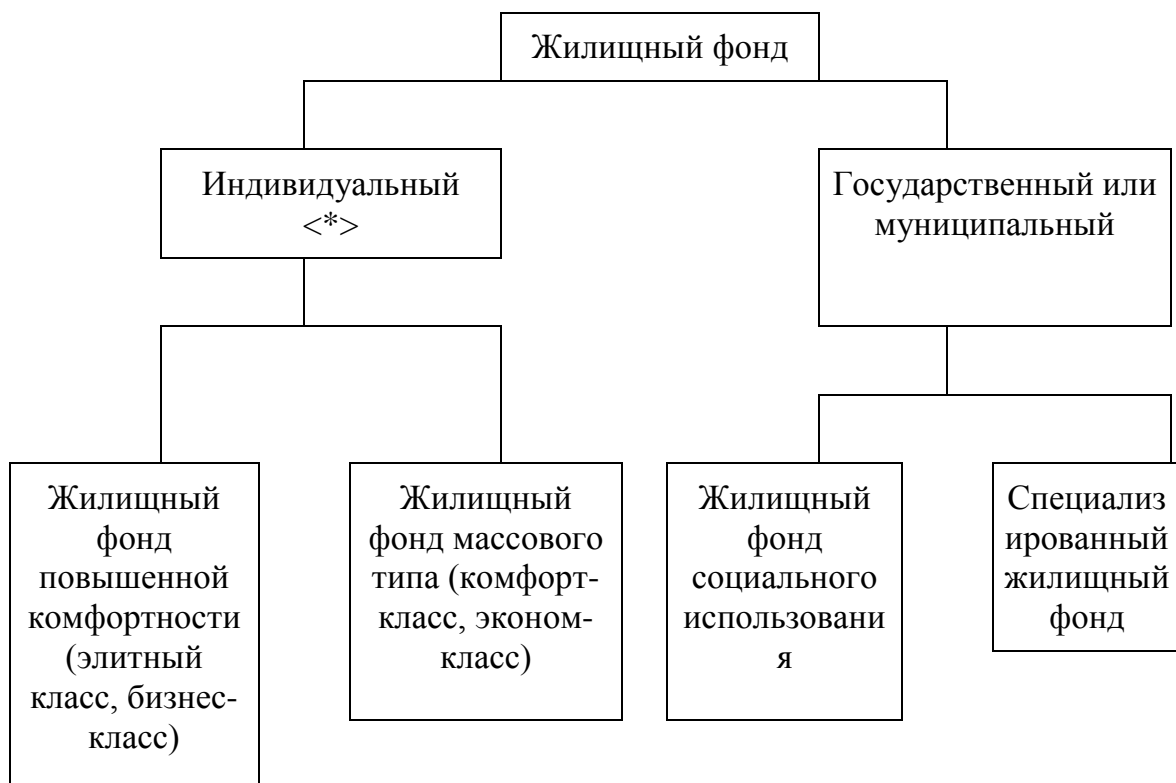 Жилищный фонд
Индивидуальный
<*>
Государственный или
муниципальный
Жилищный
фонд
повышенной
комфортности
(элитный
класс, бизнес-
класс)
Жилищный
фонд массового
типа (комфорт-
класс, эконом-
класс)
Жилищный
фонд
социального
использовани
я
Специализ
ированный
жилищный
фонд